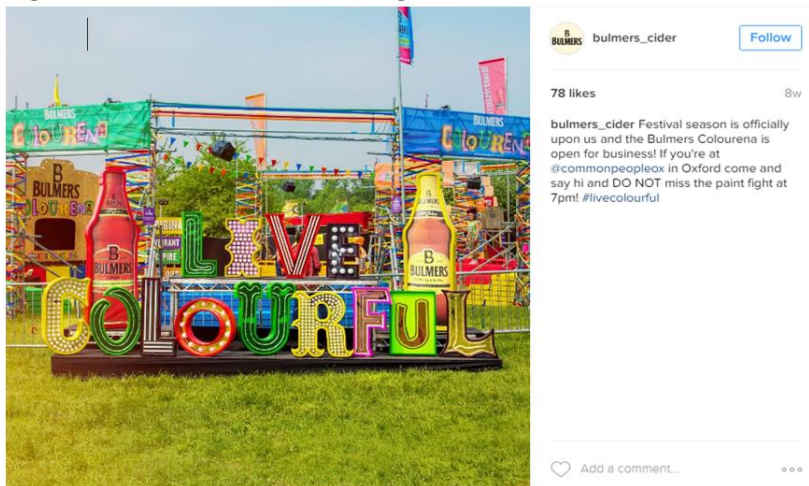 BULMERS
COLOURENA
BULMERS
COLOURENA
BULMERS
COLOURENA
B
BULMERS
B
BULMERS
LIVE
COLOURFUL
B
BULMERS
bulmers_cider
Follow
78 likes
8w
bulmers_cider Festival season is officially
upon us and the Bulmers Colourena is
open for business! If you're at
@commonpeopleox in Oxford come and
say hi and DO NOT miss the paint fight at
7pm! #livecolourful
Add a comment...